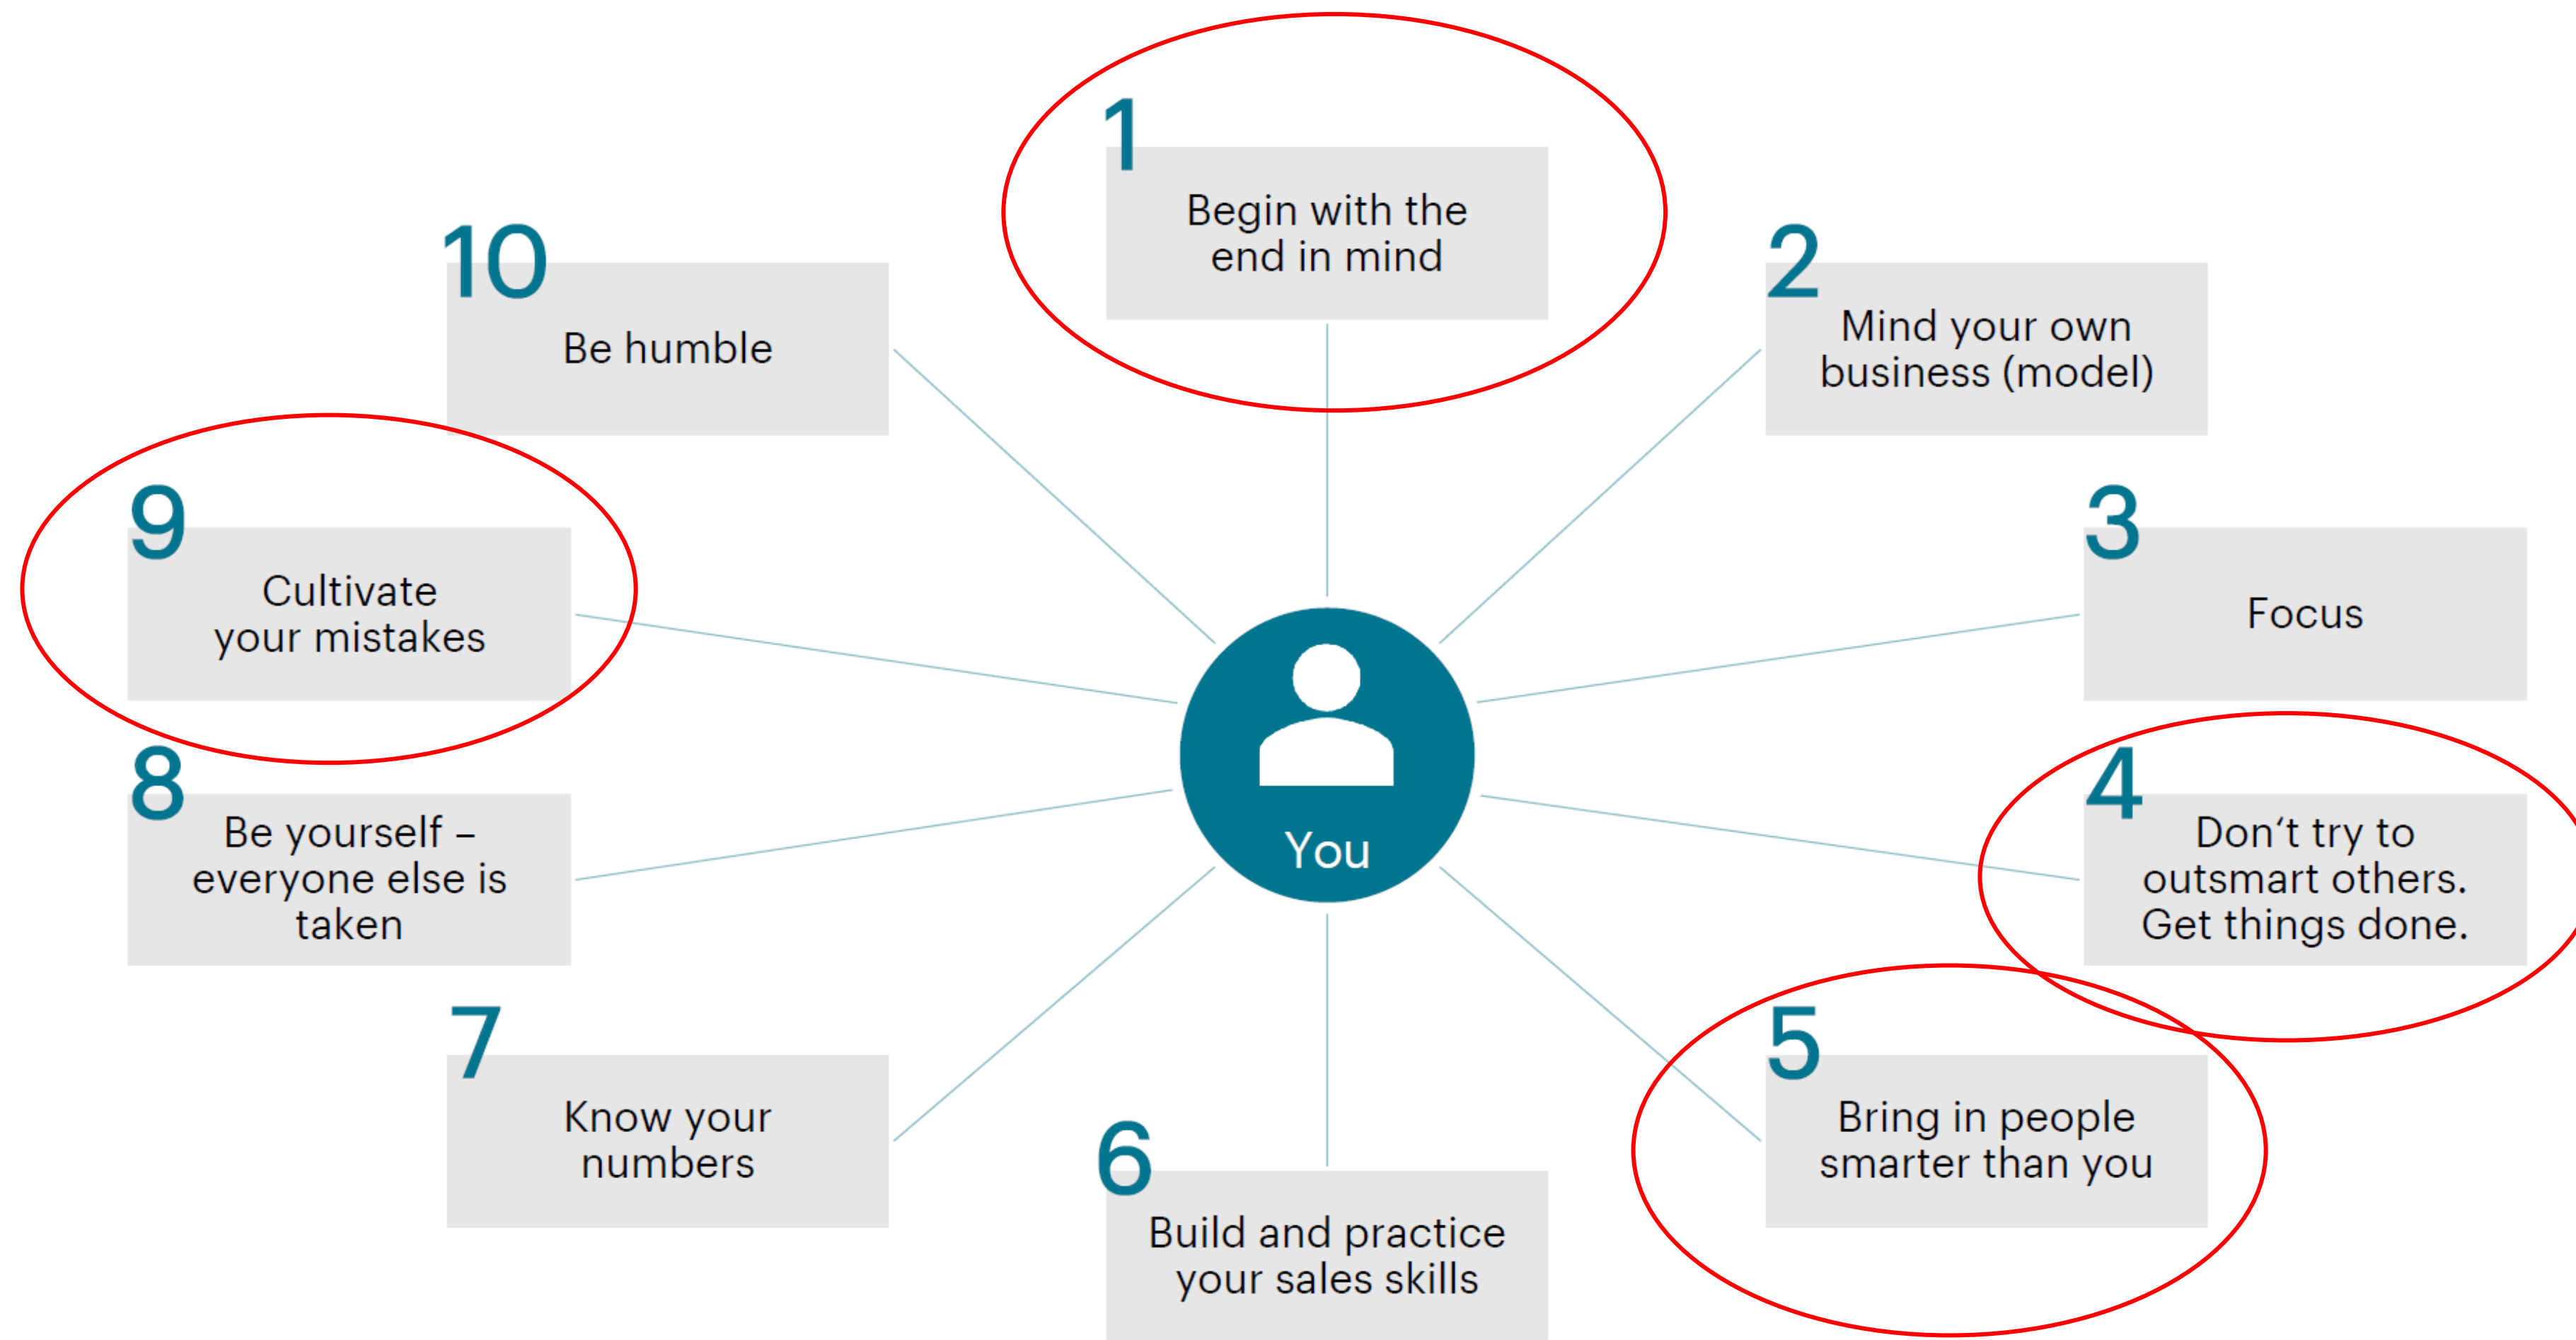 1
Begin with the
end in mind
2
Mind your own
business (model)
3
Focus
4
Don‘t try to
outsmart others.
Get things done.
5
Bring in people
smarter than you
6
Build and practice
your sales skills
7
Know your
numbers
8
Be yourself –
everyone else is
taken
9
Cultivate
your mistakes
10
Be humble
You